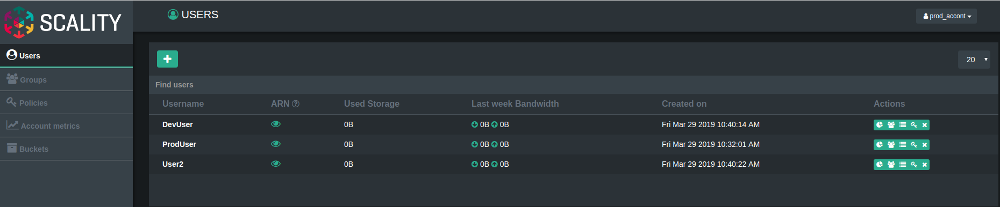 SCALITY
USERS
prod_accont
Users
Groups
Policies
Account metrics
Buckets
20
Find users
Username ARN Used Storage Last week Bandwidth Created on Actions
DevUser 0B 0B 0B Fri Mar 29 2019 10:40:14 AM
ProdUser 0B 0B 0B Fri Mar 29 2019 10:32:01 AM
User2 0B 0B 0B Fri Mar 29 2019 10:40:22 AM